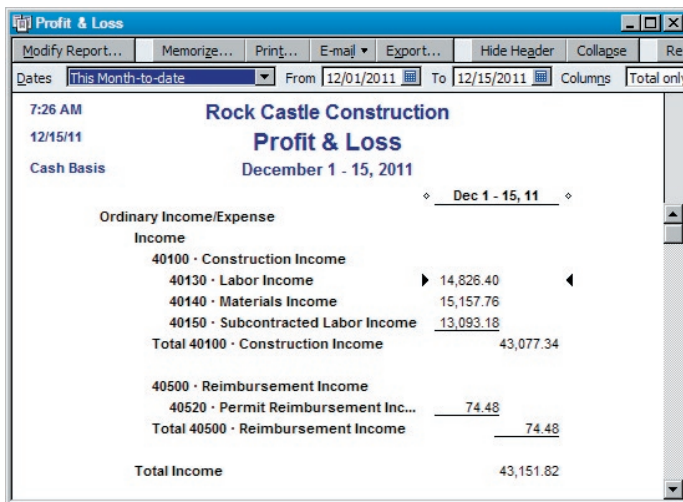 Profit & Loss
Modify Report... Memorize... Print... E-mail Export... Hide Header Collapse Re
Dates This Month-to-date From 12/01/2011 To 12/15/2011 Columns Total only
7:26 AM Rock Castle Construction
12/15/11 Profit & Loss
Cash Basis December 1 - 15, 2011
Dec 1 - 15, 11
Ordinary Income/Expense
Income
40100 · Construction Income
40130 · Labor Income 14,826.40
40140 · Materials Income 15,157.76
40150 · Subcontracted Labor Income 13,093.18
Total 40100 · Construction Income 43,077.34
40500 · Reimbursement Income
40520 · Permit Reimbursement Inc... 74.48
Total 40500 · Reimbursement Income 74.48
Total Income 43,151.82